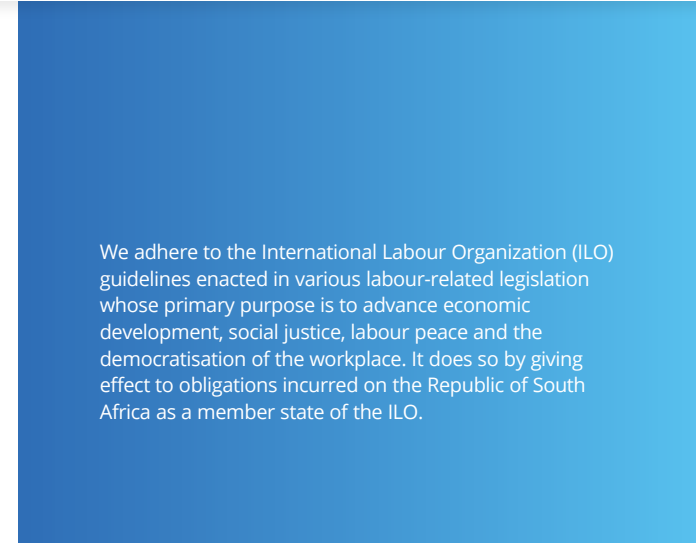 We adhere to the International Labour Organization (ILO)
guidelines enacted in various labour-related legislation
whose primary purpose is to advance economic
development, social justice, labour peace and the
democratisation of the workplace. It does so by giving
effect to obligations incurred on the Republic of South
Africa as a member state of the ILO.